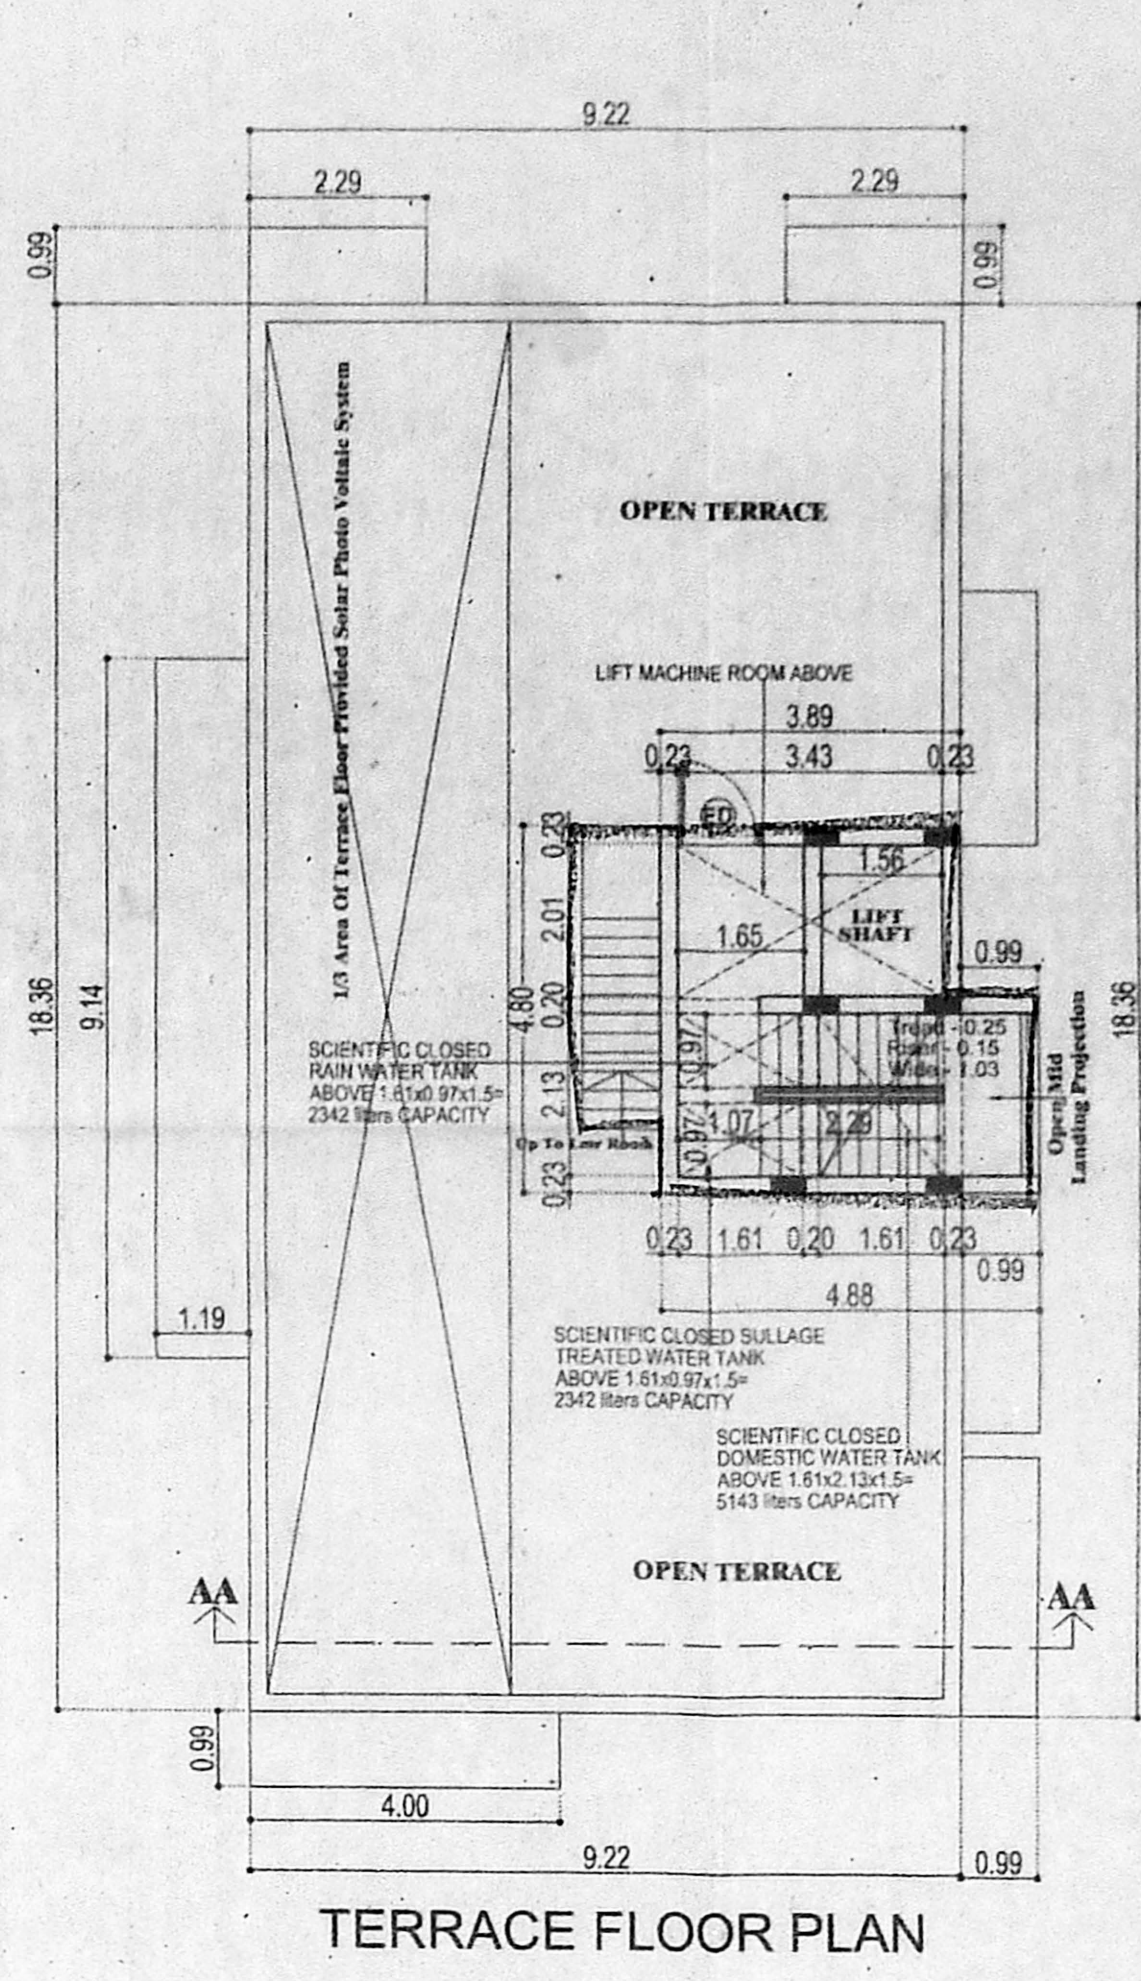 9.22
2.29
2.29
0.99
0.99
1/3 Area Of Terrace Floor Provided Solar Photo Voltaic System
OPEN TERRACE
LIFT MACHINE ROOM ABOVE
3.89
0.23
3.43
0.23
ED
0.23
1.56
LIFT
SHAFT
2.01
1.65
0.99
18.36
9.14
4.80
0.20
18.36
Tread - 0.25
Riser - 0.15
Wide - 1.03
0.97
SCIENTIFIC CLOSED
RAIN WATER TANK
ABOVE 1.61x0.97x1.5=
2342 liters CAPACITY
2.13
Open Mid
Landing Projection
1.07
2.29
0.97
Up To Lmr Room
0.23
0.23
1.61
0.20
1.61
0.23
0.99
4.88
1.19
SCIENTIFIC CLOSED SULLAGE
TREATED WATER TANK
ABOVE 1.61x0.97x1.5=
2342 liters CAPACITY
SCIENTIFIC CLOSED
DOMESTIC WATER TANK
ABOVE 1.61x2.13x1.5=
5143 liters CAPACITY
OPEN TERRACE
AA
AA
0.99
4.00
9.22
0.99
TERRACE FLOOR PLAN